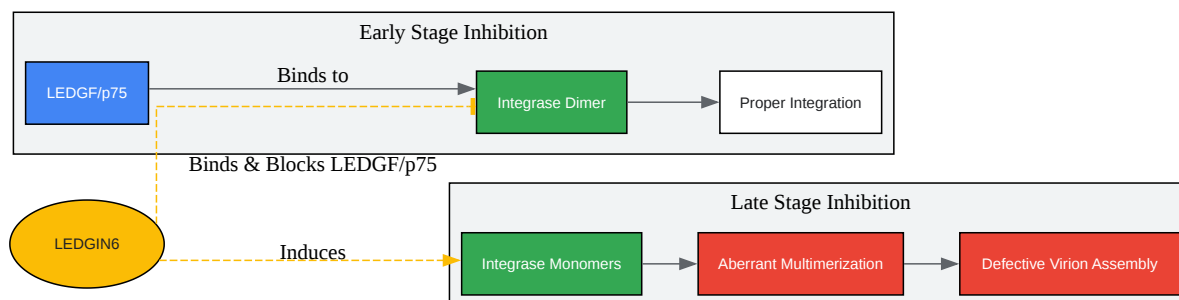 Early Stage Inhibition
LEDGF/p75
Binds to
Integrase Dimer
Proper Integration
Binds & Blocks LEDGF/p75
Late Stage Inhibition
LEDGIN6
Induces
Integrase Monomers
Aberrant Multimerization
Defective Virion Assembly